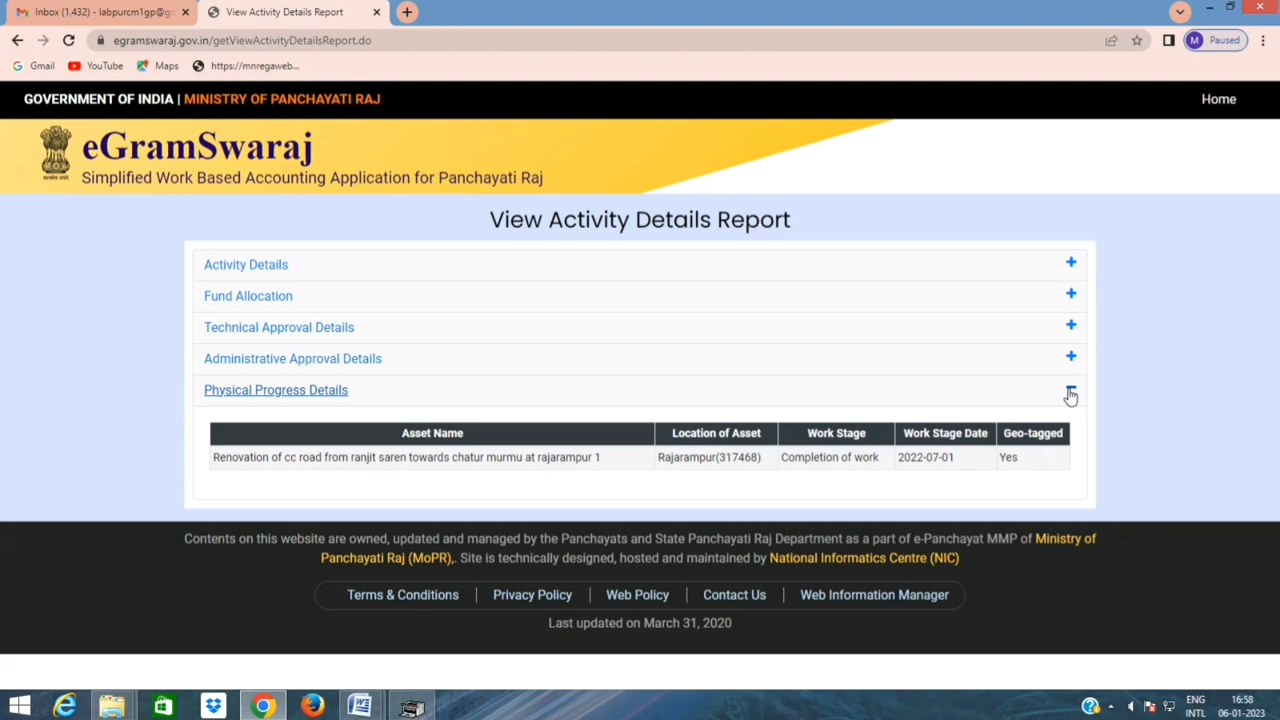 Inbox (1,432) - labpurcm1gp@g
View Activity Details Report
egramswaraj.gov.in/getViewActivityDetailsReport.do
M Paused
Gmail YouTube Maps https://mnregaweb...
GOVERNMENT OF INDIA | MINISTRY OF PANCHAYATI RAJ
Home
eGramSwaraj
Simplified Work Based Accounting Application for Panchayati Raj
View Activity Details Report
Activity Details
Fund Allocation
Technical Approval Details
Administrative Approval Details
Physical Progress Details
Asset Name Location of Asset Work Stage Work Stage Date Geo-tagged
Renovation of cc road from ranjit saren towards chatur murmu at rajarampur 1 Rajarampur(317468) Completion of work 2022-07-01 Yes
Contents on this website are owned, updated and managed by the Panchayats and State Panchayati Raj Department as a part of e-Panchayat MMP of Ministry of
Panchayati Raj (MoPR),. Site is technically designed, hosted and maintained by National Informatics Centre (NIC)
Terms & Conditions | Privacy Policy | Web Policy | Contact Us | Web Information Manager
Last updated on March 31, 2020
ENG 16:58
INTL 06-01-2023